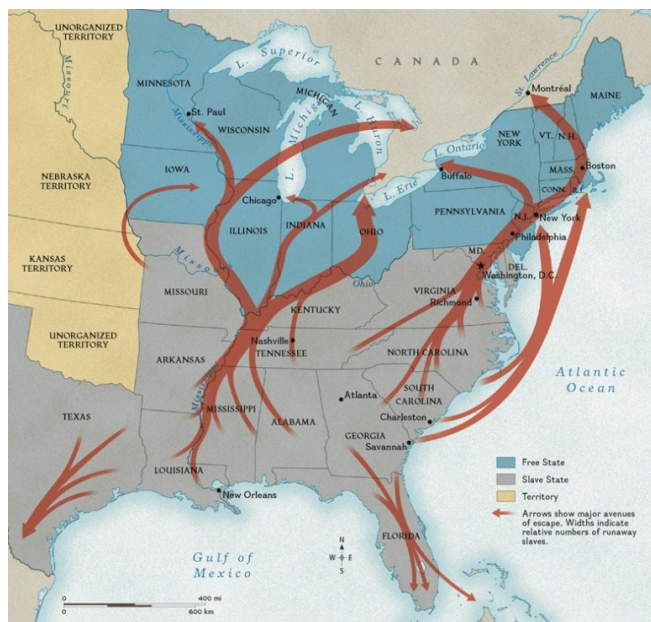 UNORGANIZED
TERRITORY
Missouri
MINNESOTA
St. Paul
Mississippi
WISCONSIN
L. Superior
CANADA
MICHIGAN
L. Michigan
L. Huron
St. Lawrence
Montréal
MAINE
NEW
YORK
VT.
N.H.
L. Ontario
Buffalo
MASS.
Boston
CONN.
R.I.
IOWA
NEBRASKA
TERRITORY
Chicago
L. Erie
PENNSYLVANIA
N.J.
New York
Philadelphia
ILLINOIS
INDIANA
OHIO
MD.
DEL.
Washington, D.C.
KANSAS
TERRITORY
Missouri
MISSOURI
Ohio
KENTUCKY
VIRGINIA
Richmond
UNORGANIZED
TERRITORY
Nashville
TENNESSEE
NORTH CAROLINA
ARKANSAS
Atlantic
Ocean
SOUTH
CAROLINA
Atlanta
Charleston
TEXAS
MISSISSIPPI
ALABAMA
GEORGIA
Savannah
LOUISIANA
New Orleans
FLORIDA
Gulf of
Mexico
Free State
Slave State
Territory
Arrows show major avenues
of escape. Widths indicate
relative numbers of runaway
slaves.
N
W E
S
0 400 mi
0 600 km